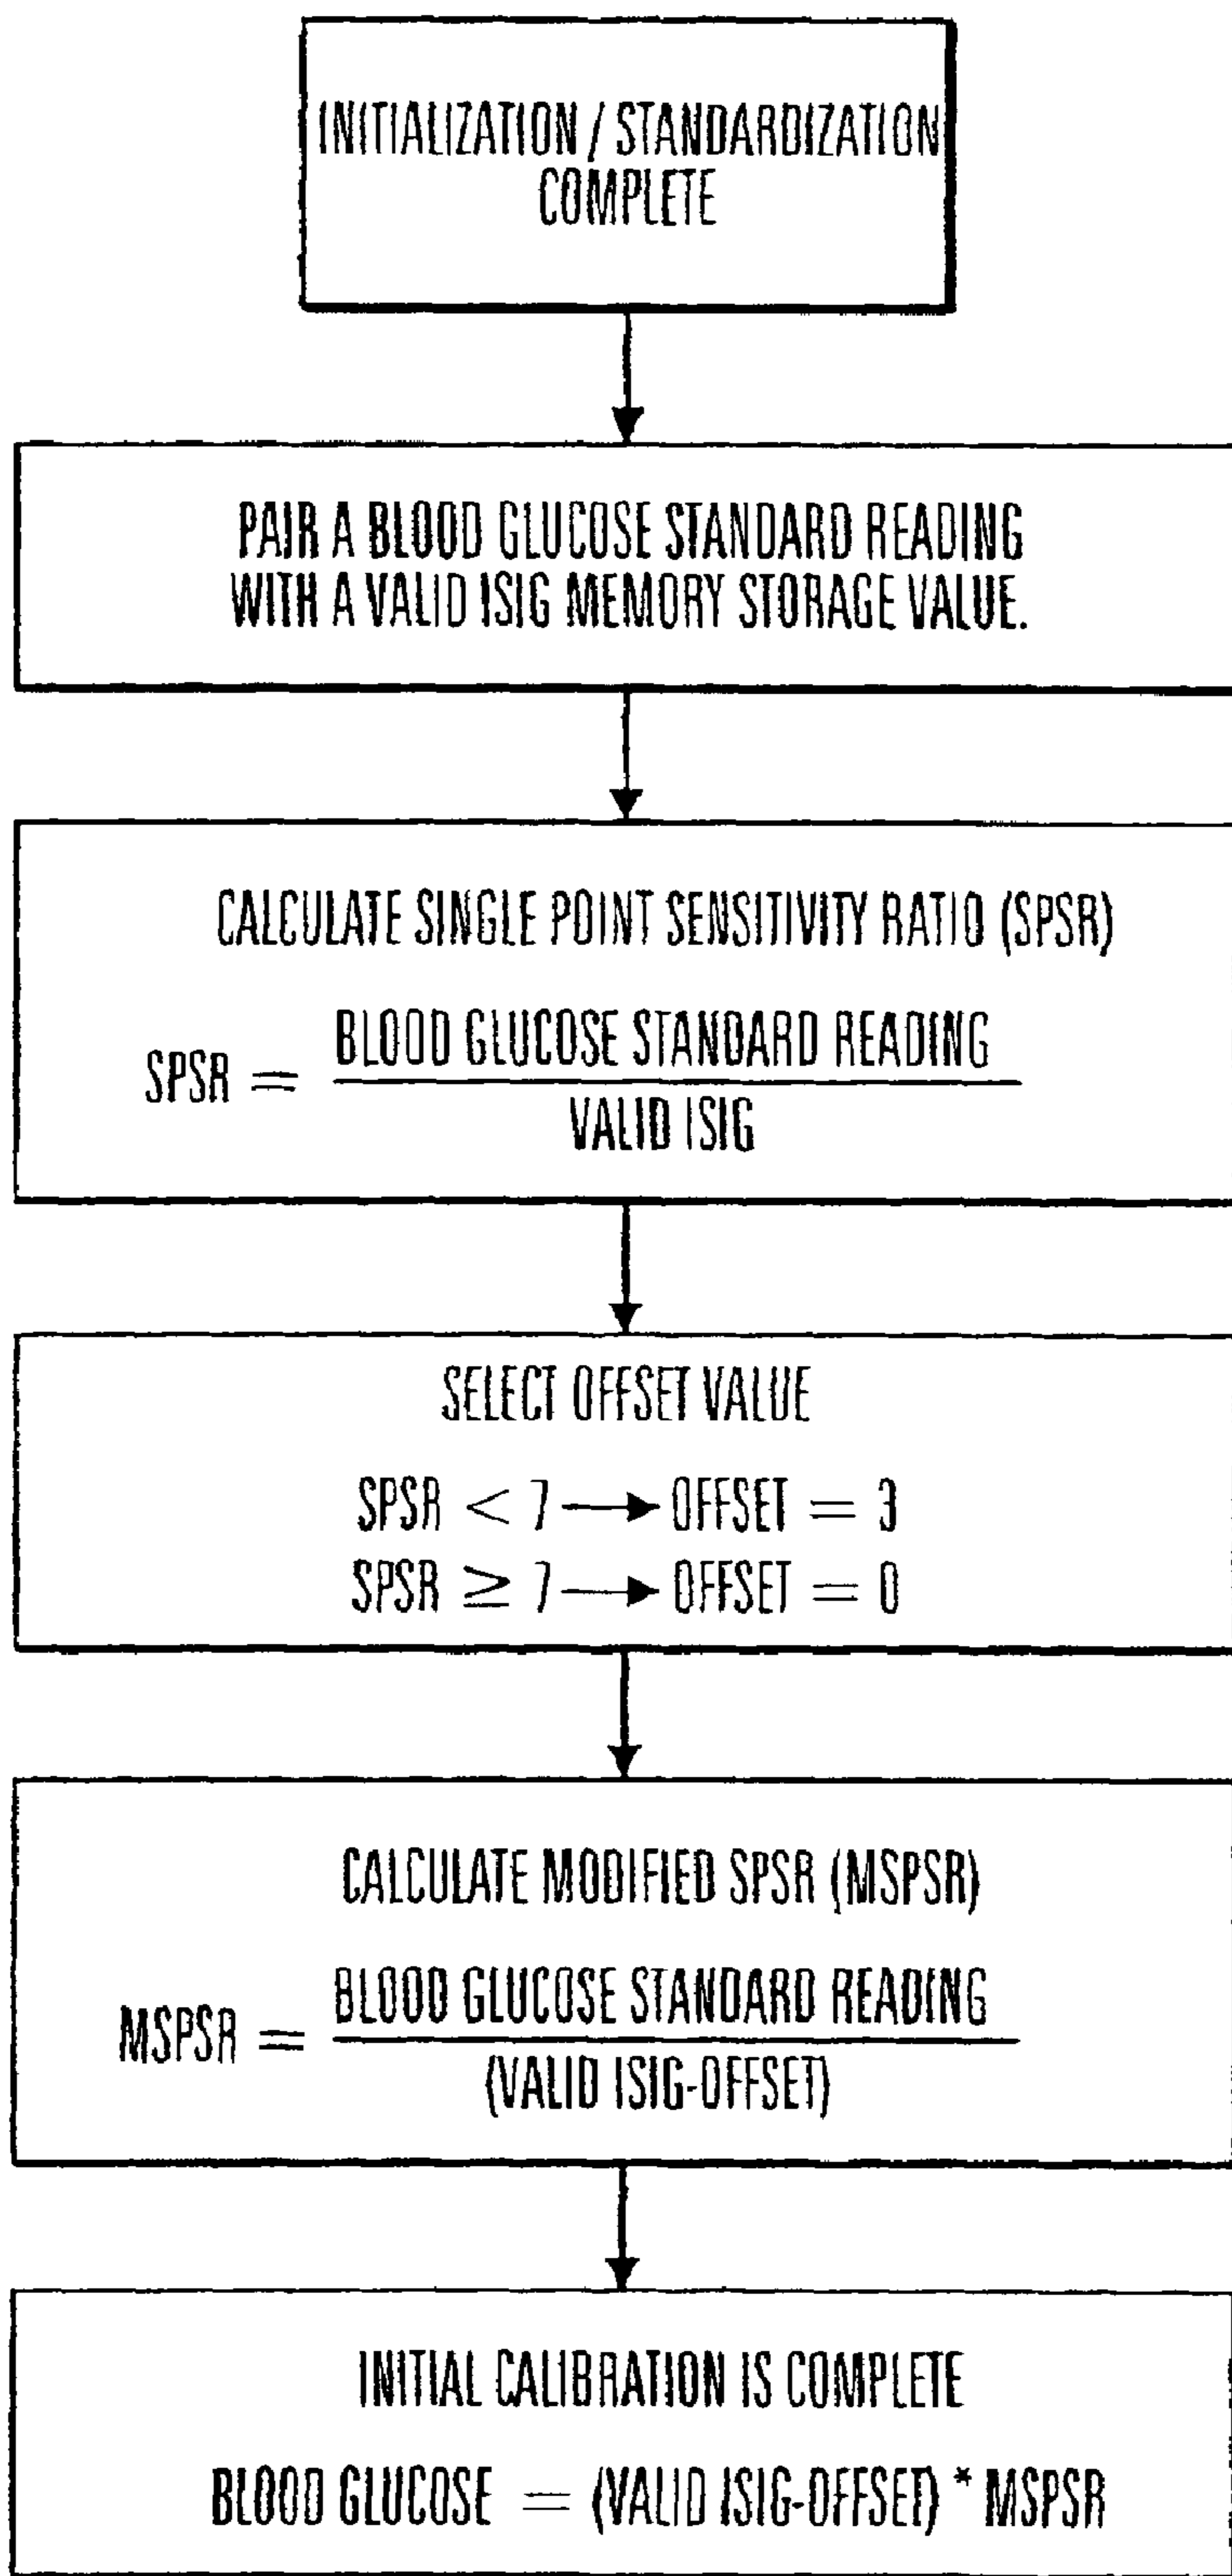 INITIALIZATION / STANDARDIZATION
COMPLETE
PAIR A BLOOD GLUCOSE STANDARD READING
WITH A VALID ISIG MEMORY STORAGE VALUE.
CALCULATE SINGLE POINT SENSITIVITY RATIO (SPSR)
SPSR = BLOOD GLUCOSE STANDARD READING
VALID ISIG
SELECT OFFSET VALUE
SPSR < 7 → OFFSET = 3
SPSR ≥ 7 → OFFSET = 0
CALCULATE MODIFIED SPSR (MSPSR)
MSPSR = BLOOD GLUCOSE STANDARD READING
(VALID ISIG-OFFSET)
INITIAL CALIBRATION IS COMPLETE
BLOOD GLUCOSE = (VALID ISIG-OFFSET) * MSPSR